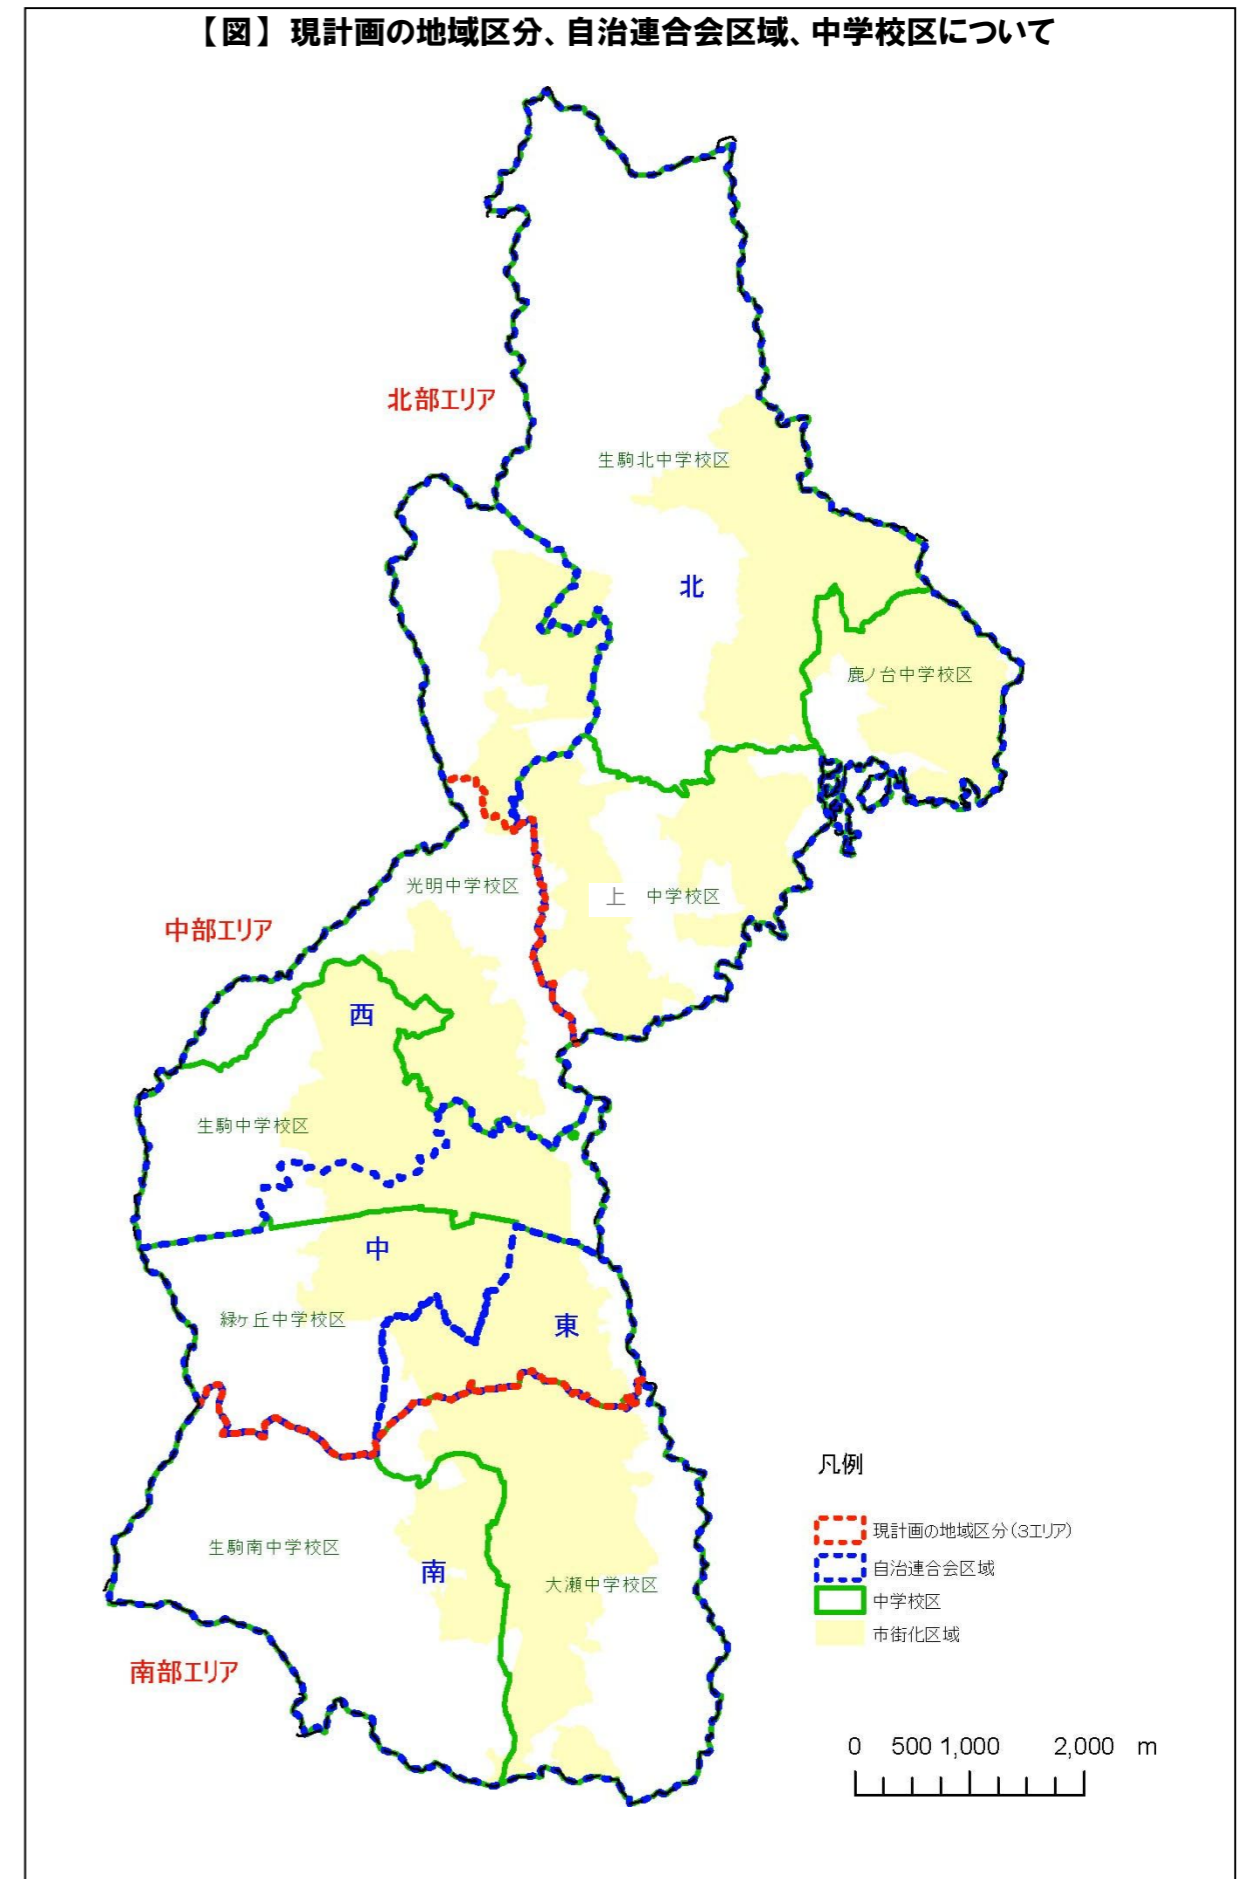 【図】 現計画の地域区分、自治連合会区域、中学校区について
北部エリア
生駒北中学校区
北
鹿ノ台中学校区
光明中学校区
上 中学校区
中部エリア
西
生駒中学校区
中
緑ヶ丘中学校区
東
生駒南中学校区
南
大瀬中学校区
南部エリア
凡例
現計画の地域区分(3エリア)
自治連合会区域
中学校区
市街化区域
0 500 1,000 2,000 m